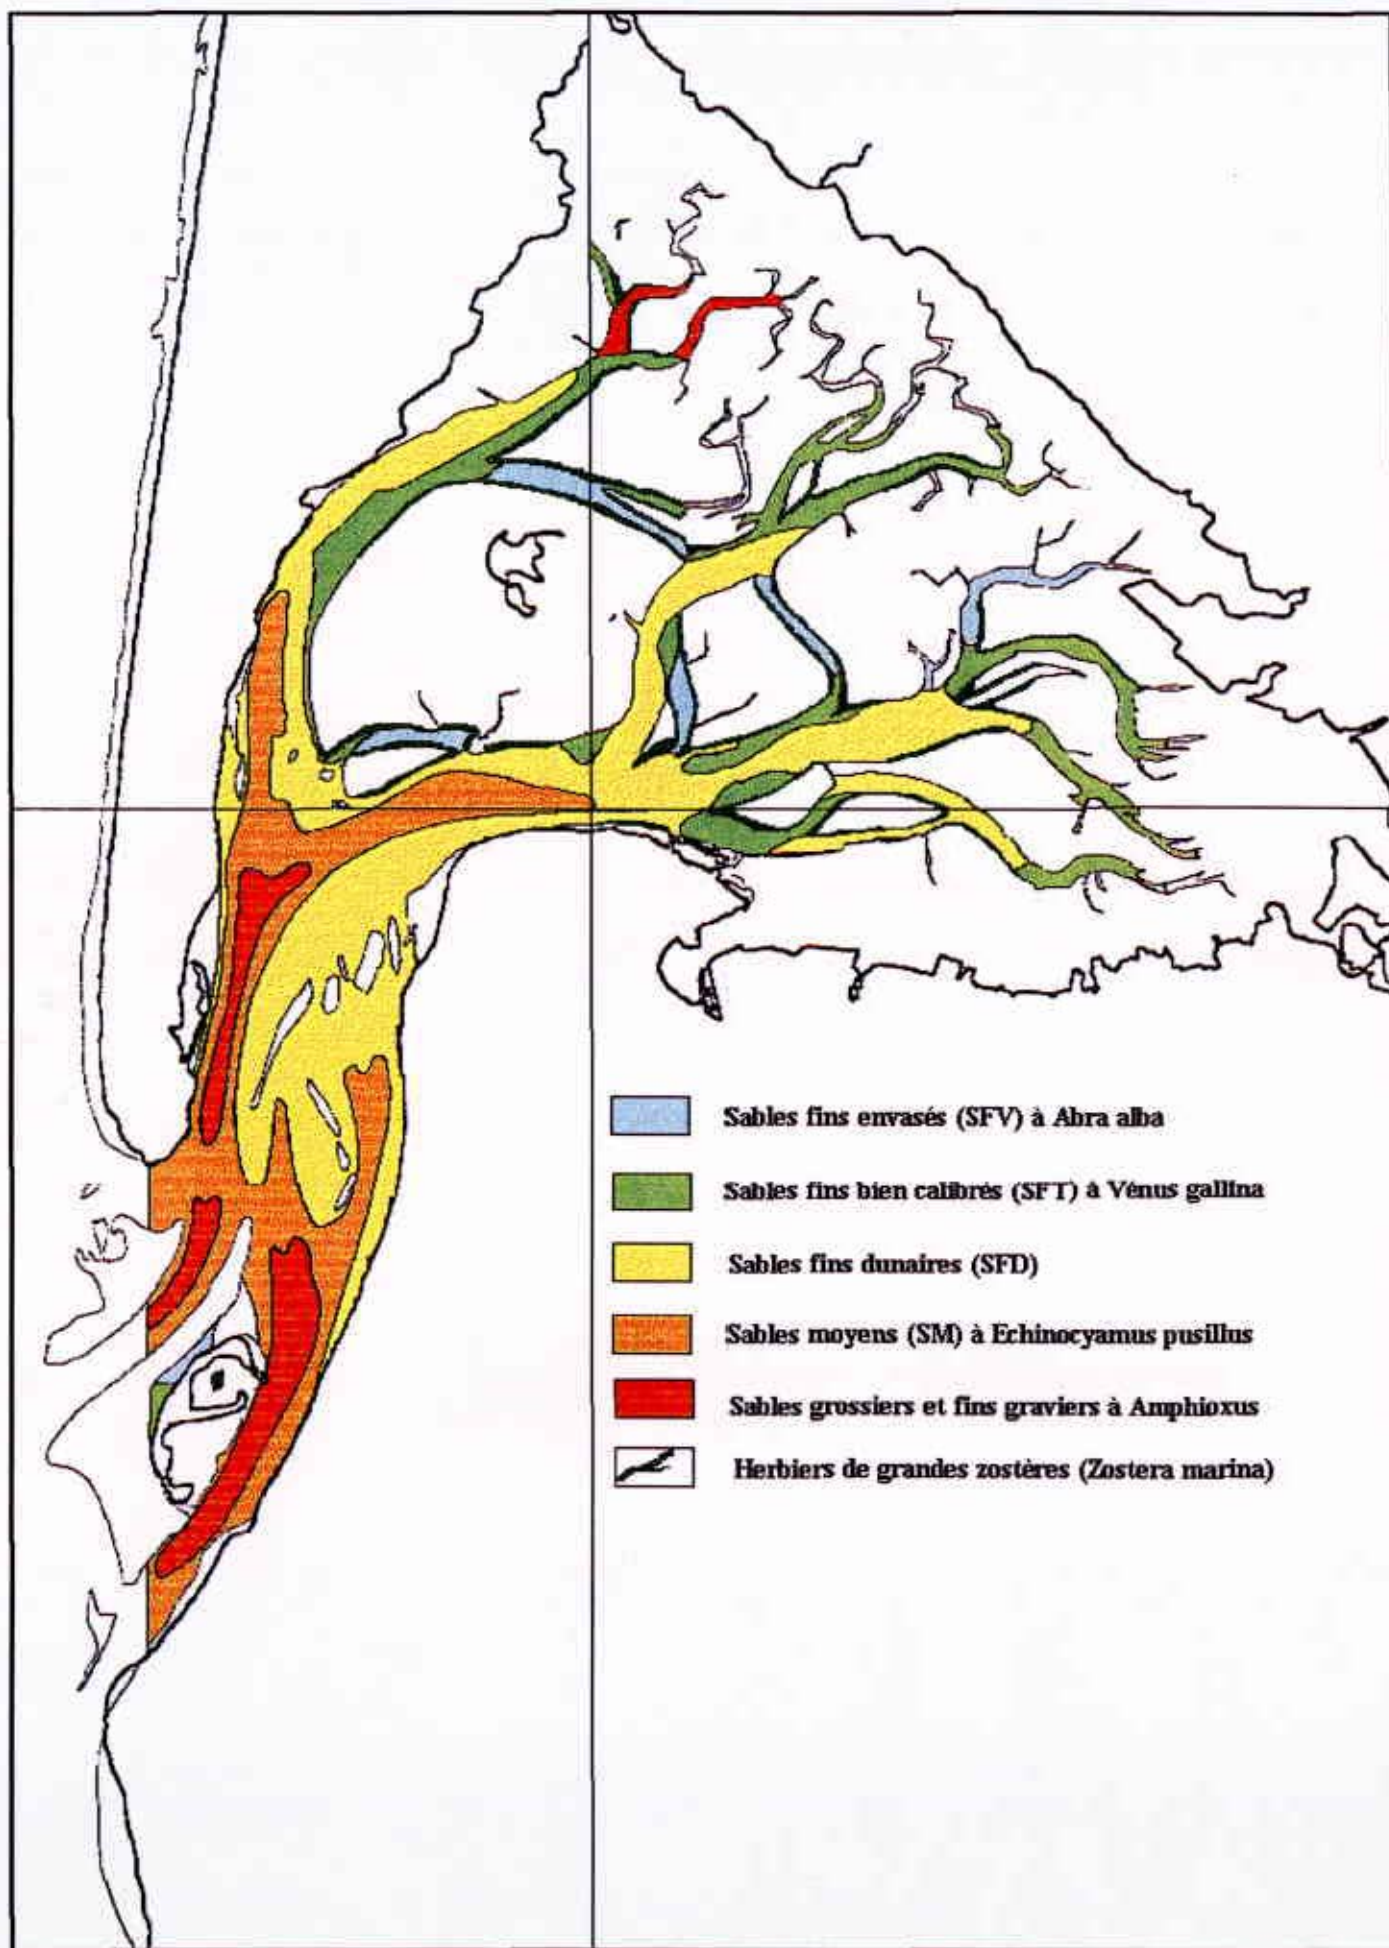 Sables fins envasés (SFV) à Abra alba
Sables fins bien calibrés (SFT) à Vénus gallina
Sables fins dunaires (SFD)
Sables moyens (SM) à Echinocyamus pusillus
Sables grossiers et fins graviers à Amphioxus
Herbiers de grandes zostères (Zostera marina)